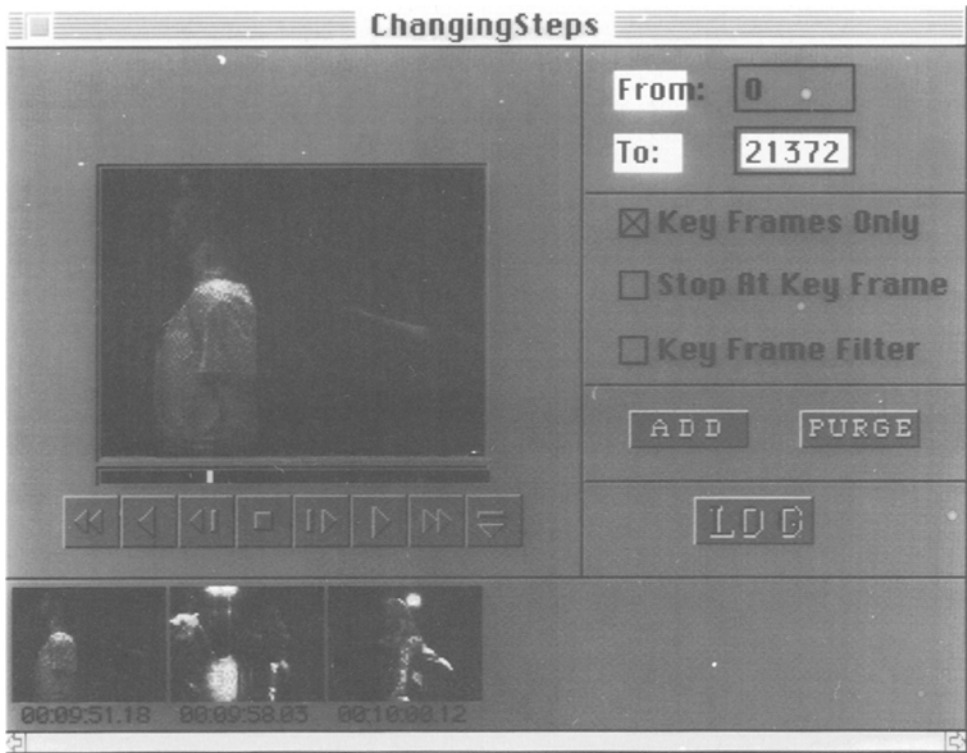 ChangingSteps
From: 0
To: 21372
Key Frames Only
Stop At Key Frame
Key Frame Filter
ADD PURGE
LOG
00:09:51.18 00:09:58.03 00:10:00.12